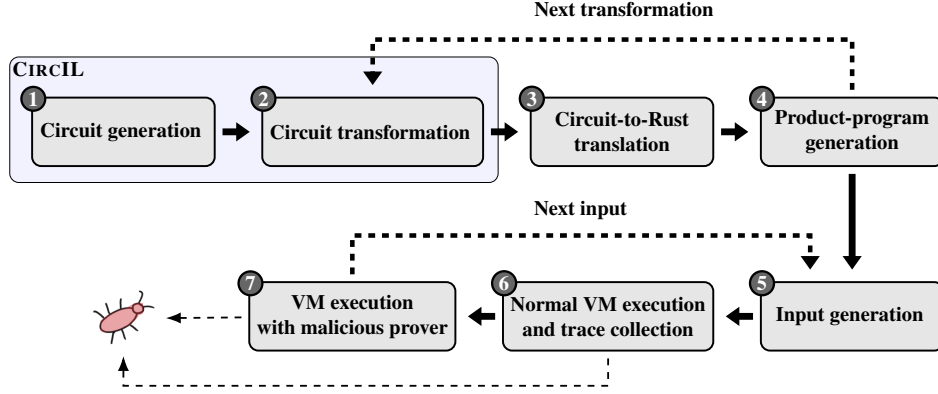 Next transformation
CIRCIL
1
Circuit generation
2
Circuit transformation
3
Circuit-to-Rust
translation
4
Product-program
generation
Next input
7
VM execution
with malicious prover
6
Normal VM execution
and trace collection
5
Input generation